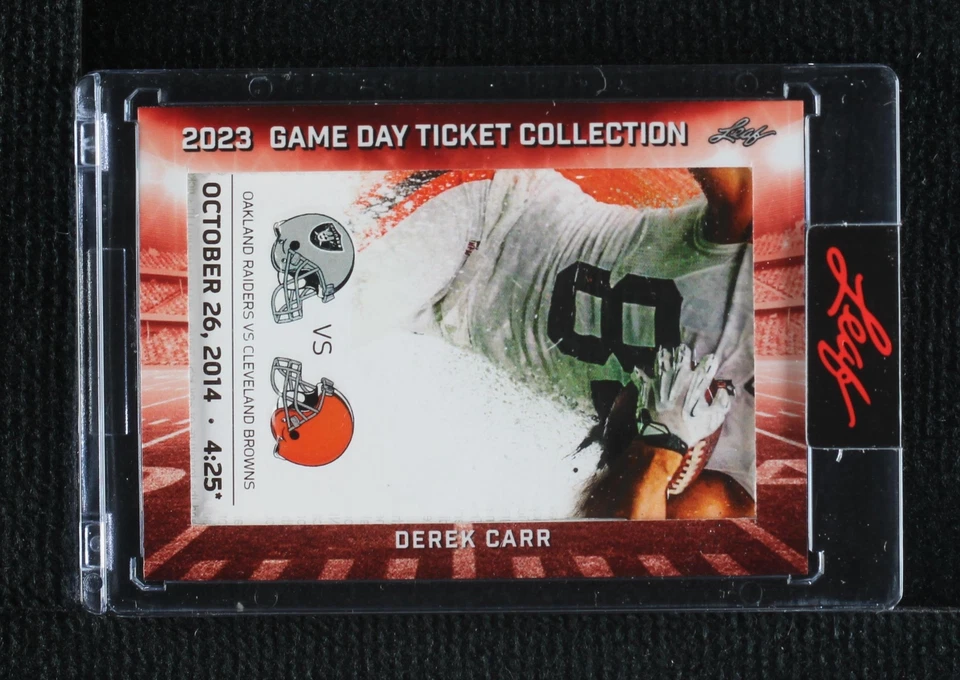 2023 GAME DAY TICKET COLLECTION
Leaf
OAKLAND RAIDERS VS CLEVELAND BROWNS
OCTOBER 26, 2014 • 4:25*
VS
8
DEREK CARR
Leaf